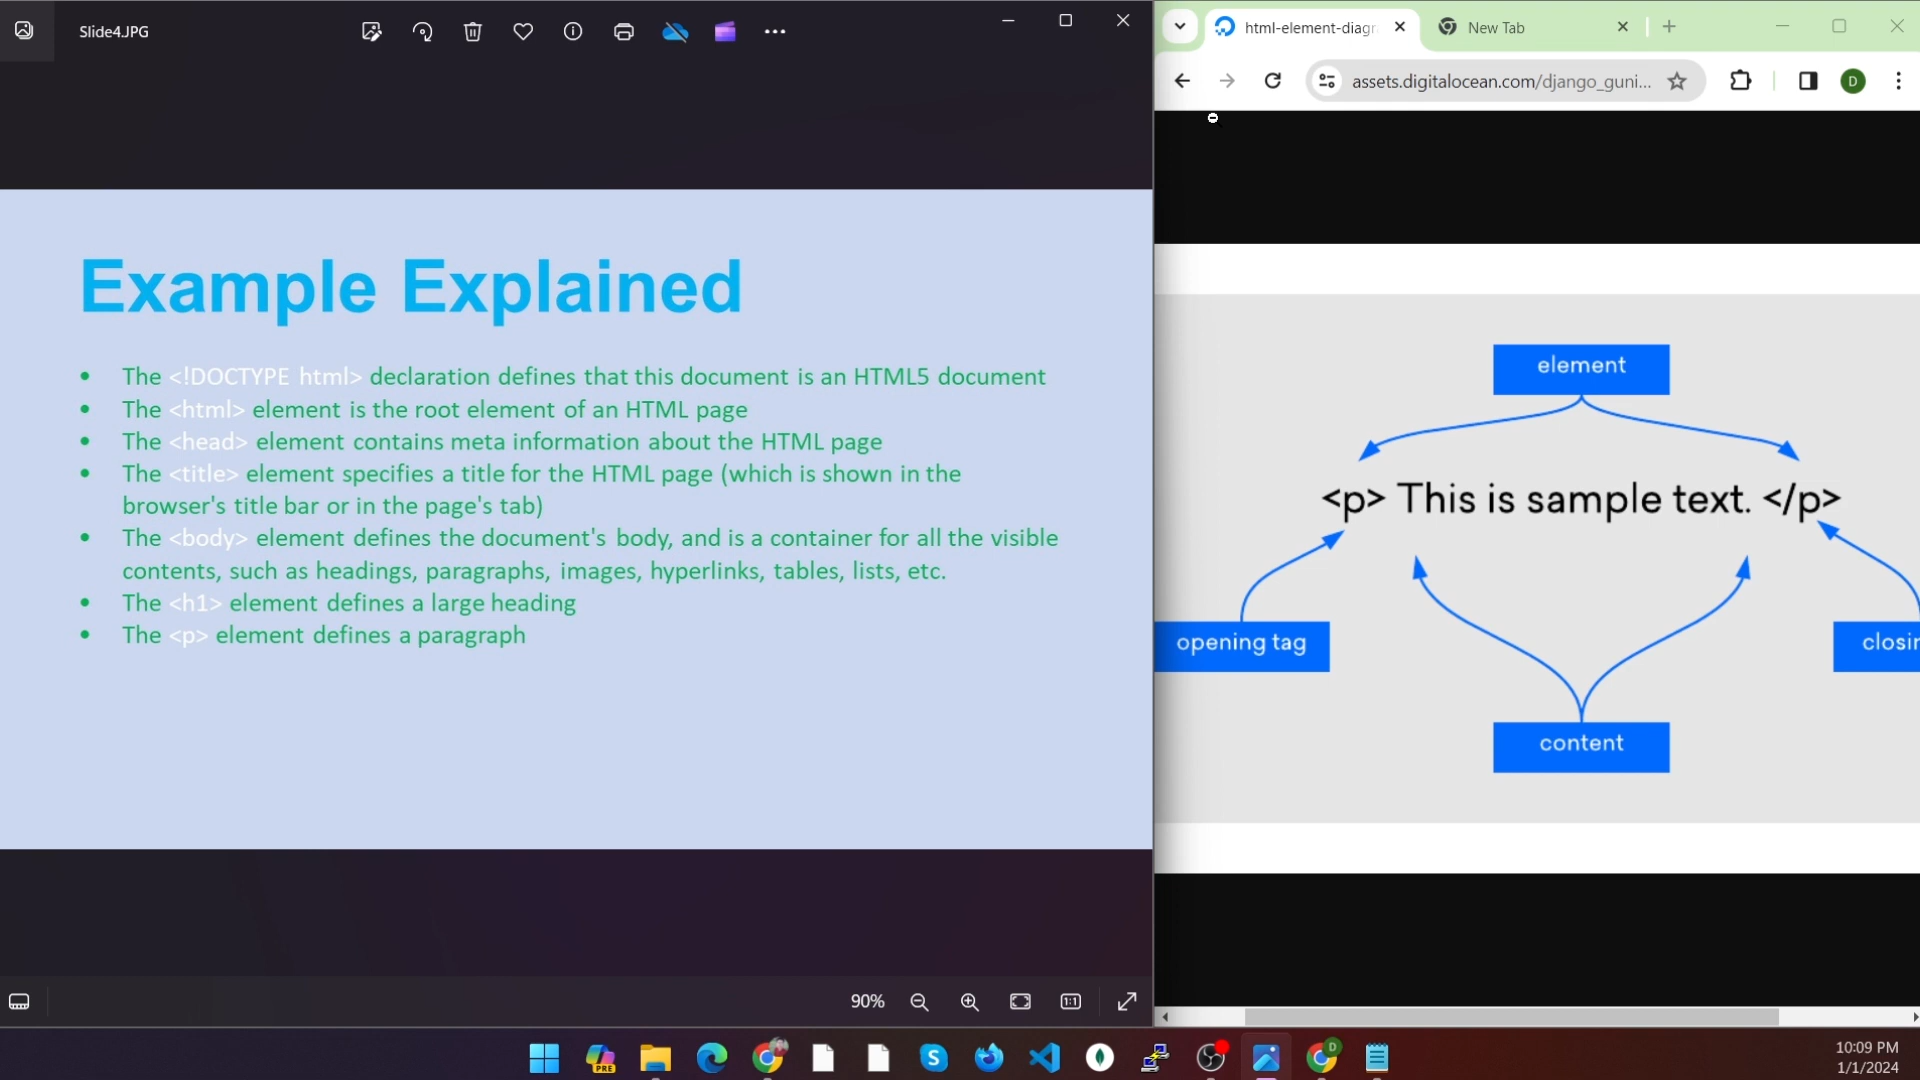 Slide4.JPG
Example Explained
• The <!DOCTYPE html> declaration defines that this document is an HTML5 document
• The <html> element is the root element of an HTML page
• The <head> element contains meta information about the HTML page
• The <title> element specifies a title for the HTML page (which is shown in the
browser's title bar or in the page's tab)
• The <body> element defines the document's body, and is a container for all the visible
contents, such as headings, paragraphs, images, hyperlinks, tables, lists, etc.
• The <h1> element defines a large heading
• The <p> element defines a paragraph
90%
1:1
html-element-diagr
New Tab
assets.digitalocean.com/django_guni...
D
element
<p> This is sample text. </p>
opening tag
closin
content
PRE
D
10:09 PM
1/1/2024